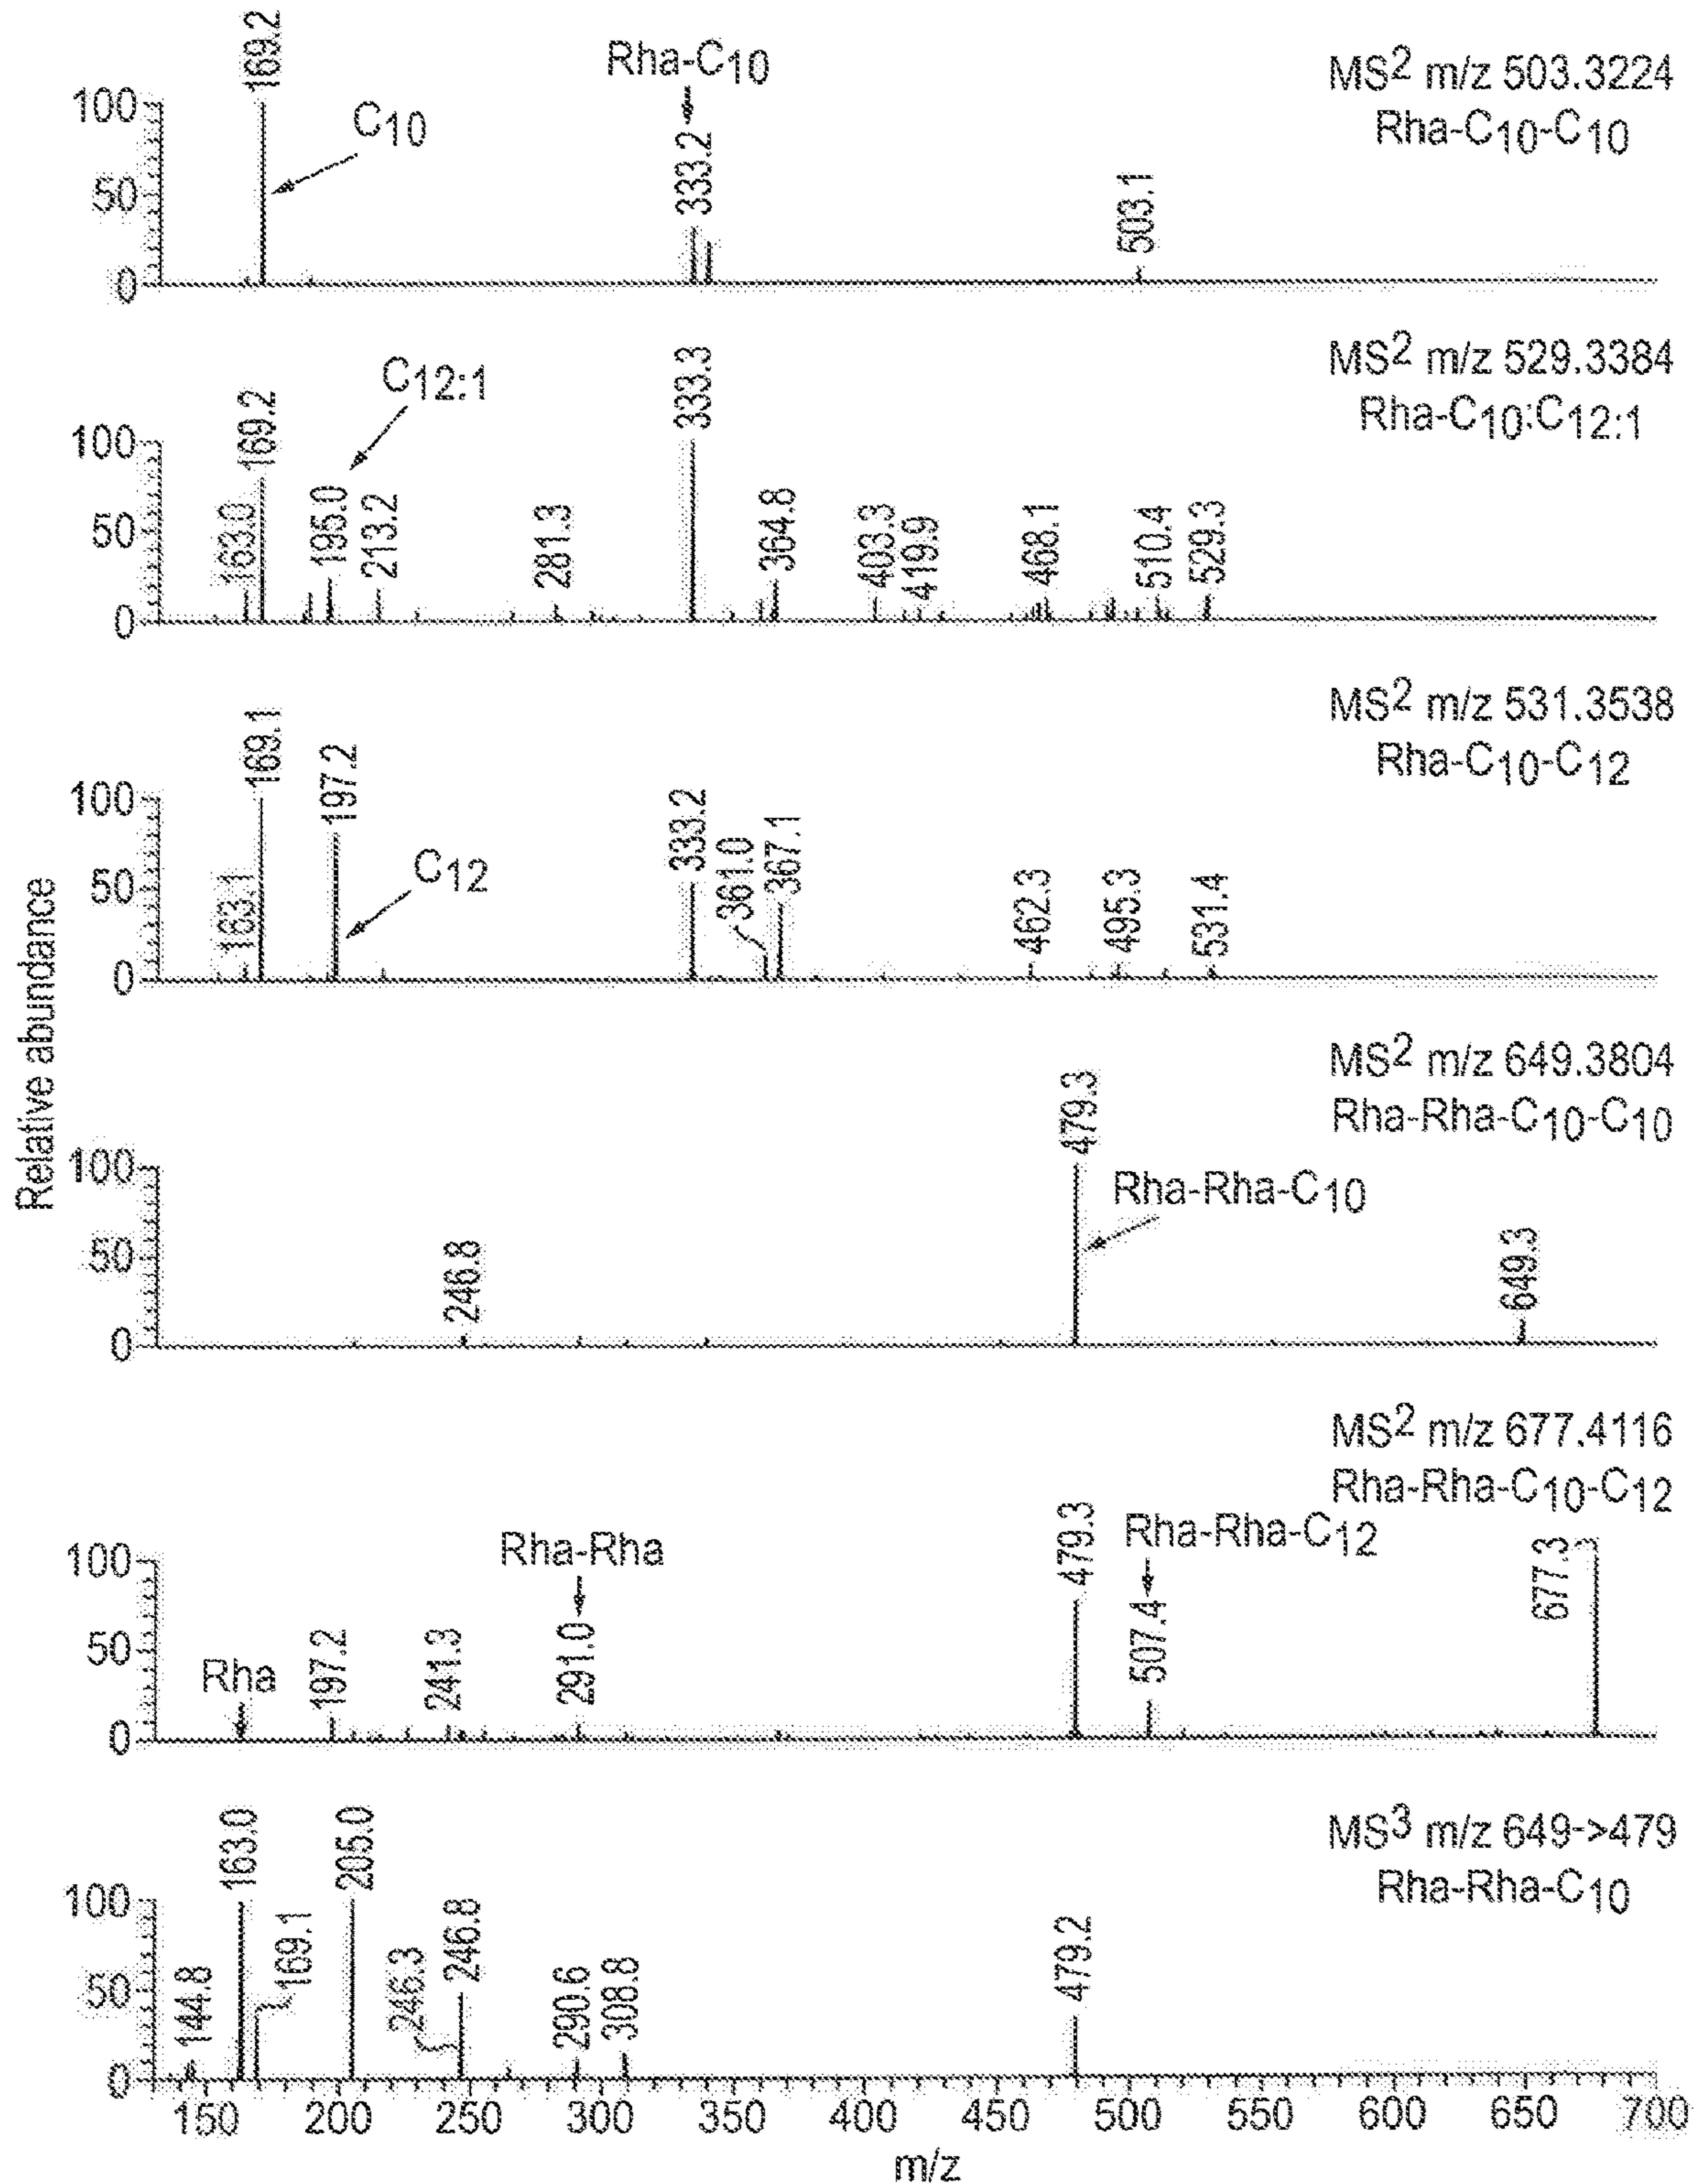 169.2
Rha-C10
MS2 m/z 503.3224
Rha-C10-C10
C10
333.2
503.1
100
50
0
MS2 m/z 529.3384
Rha-C10:C12:1
C12:1
163.0
169.2
195.0
213.2
281.3
333.3
364.8
403.3
419.9
468.1
510.4
529.3
100
50
0
MS2 m/z 531.3538
Rha-C10-C12
163.1
169.1
197.2
C12
333.2
361.0
367.1
462.3
495.3
531.4
100
50
0
Relative abundance
MS2 m/z 649.3804
Rha-Rha-C10-C10
246.8
479.3
Rha-Rha-C10
649.3
100
50
0
MS2 m/z 677.4116
Rha-Rha-C10-C12
Rha
197.2
241.3
Rha-Rha
291.0
479.3
Rha-Rha-C12
507.4
677.3
100
50
0
MS3 m/z 649->479
Rha-Rha-C10
144.8
163.0
169.1
205.0
246.3
246.8
290.6
308.8
479.2
100
50
0
150 200 250 300 350 400 450 500 550 600 650 700
m/z